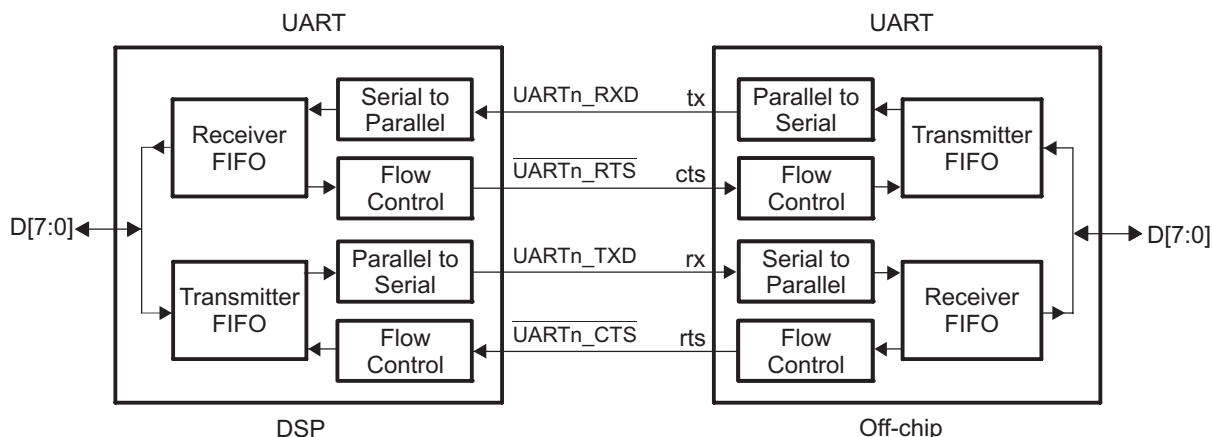 UART
UART
Serial to
Parallel
UARTn_RXD
tx
Parallel to
Serial
Receiver
FIFO
Transmitter
FIFO
Flow
Control
UARTn_RTS
cts
Flow
Control
D[7:0]
D[7:0]
Parallel to
Serial
UARTn_TXD
rx
Serial to
Parallel
Transmitter
FIFO
Receiver
FIFO
Flow
Control
UARTn_CTS
rts
Flow
Control
DSP
Off-chip